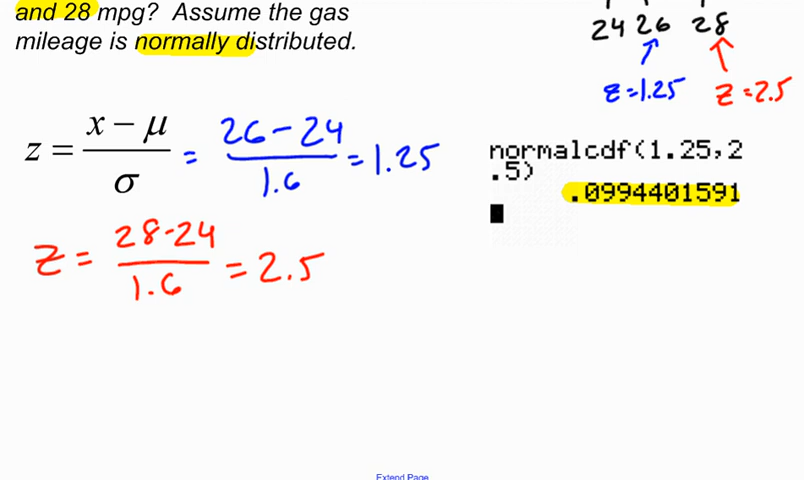 and 28 mpg? Assume the gas
mileage is normally distributed.
24 26 28
z=1.25 z=2.5
z = x − μ / σ = 26-24 / 1.6 = 1.25
normalcdf(1.25,2
.5)
.0994401591
z = 28-24 / 1.6 = 2.5
Extend Page